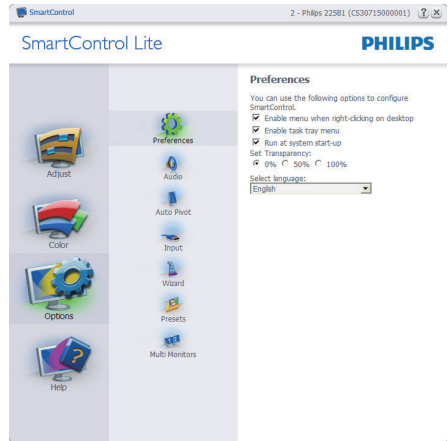 SmartControl
2 - Philips 225B1 (CS30715000001)
? ×
SmartControl Lite
PHILIPS
Adjust
Color
Options
Help
Preferences
Audio
Auto Pivot
Input
Wizard
Presets
Multi Monitors
Preferences
You can use the following options to configure
SmartControl.
Enable menu when right-clicking on desktop
Enable task tray menu
Run at system start-up
Set Transparency:
0% 50% 100%
Select language:
English